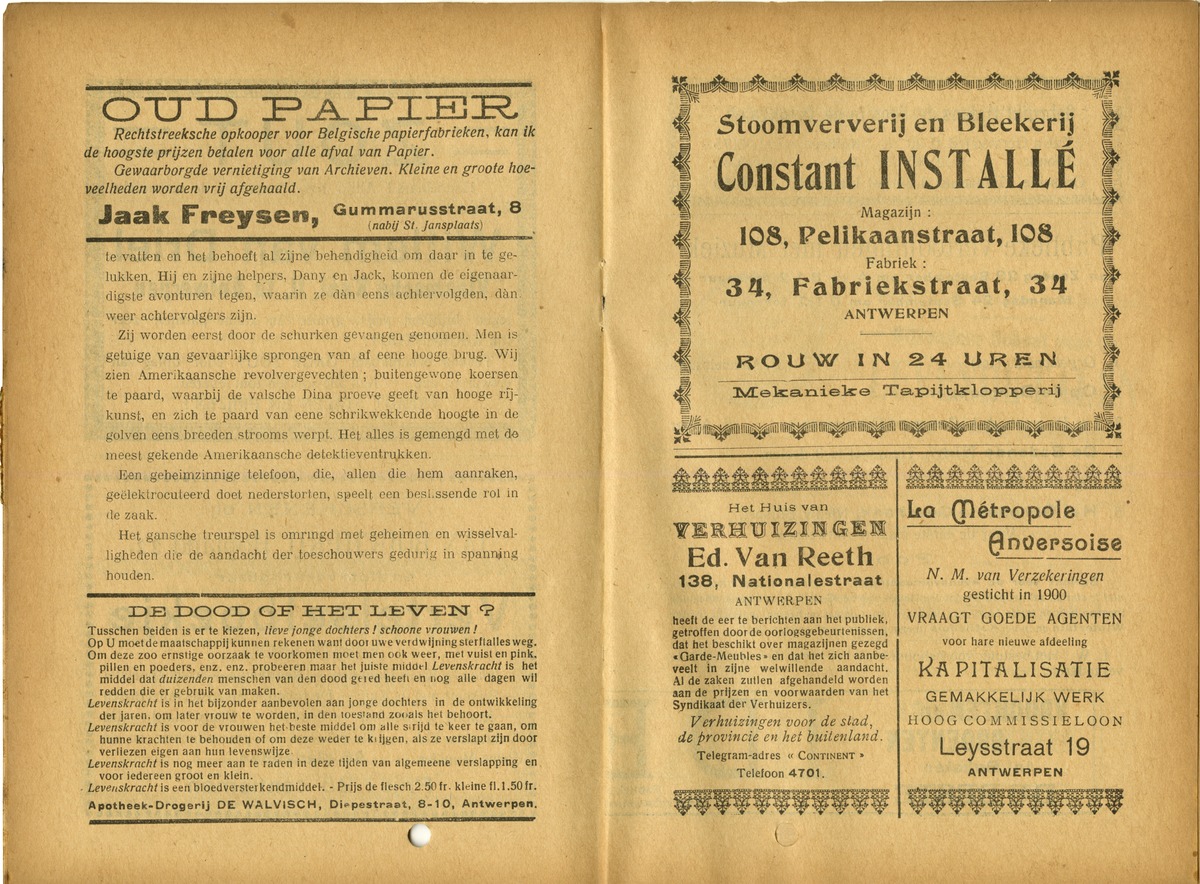 OUD PAPIER
Rechtstreeksche opkooper voor Belgische papierfabrieken, kan ik
de hoogste prijzen betalen voor alle afval van Papier.
Gewaarborgde vernietiging van Archieven. Kleine en groote hoe-
veelheden worden vrij afgehaald.
Jaak Freysen, Gummarusstraat, 8
(nabij St. Jansplaats)
te vatten en het behoeft al zijne behendigheid om daar in te ge-
lukken. Hij en zijne helpers, Dany en Jack, komen de eigenaar-
digste avonturen tegen, waarin ze dàn eens achtervolgden, dàn
weer achtervolgers zijn.
Zij worden eerst door de schurken gevangen genomen. Men is
getuige van gevaarlijke sprongen van af eene hooge brug. Wij
zien Amerikaansche revolvergevechten ; buitengewone koersen
te paard, waarbij de valsche Dina proeve geeft van hooge rij-
kunst, en zich te paard van eene schrikwekkende hoogte in de
golven eens breeden strooms werpt. Het alles is gemengd met de
meest gekende Amerikaansche detektieventrukken.
Een geheimzinnige telefoon, die, allen die hem aanraken,
geëlektrocuteerd doet nederstorten, speelt een beslissende rol in
de zaak.
Het gansche treurspel is omringd met geheimen en wisselval-
ligheden die de aandacht der toeschouwers gedurig in spanning
houden.
DE DOOD OF HET LEVEN ?
Tusschen beiden is er te kiezen, lieve jonge dochters ! schoone vrouwen !
Op U moet de maatschappij kunnen rekenen want door uwe verdwijning sterft alles weg.
Om deze zoo ernstige oorzaak te voorkomen moet men ook weer, met vuist en pink,
pillen en poeders, enz. enz. probeeren maar het juiste middel Levenskracht is het
middel dat duizenden menschen van den dood gered heeft en nog alle dagen wil
redden die er gebruik van maken.
Levenskracht is in het bijzonder aanbevolen aan jonge dochters in de ontwikkeling
der jaren, om later vrouw te worden, in den toestand zooals het behoort.
Levenskracht is voor de vrouwen het beste middel om alle strijd te keer te gaan, om
hunne krachten te behouden of om deze weder te krijgen, als ze verslapt zijn door
verliezen eigen aan hun levenswijze
Levenskracht is nog meer aan te raden in deze tijden van algemeene verslapping en
voor iedereen groot en klein.
Levenskracht is een bloedversterkendmiddel. - Prijs de flesch 2.50 fr. kleine fl. 1.50 fr.
Apotheek-Drogerij DE WALVISCH, Diepestraat, 8-10, Antwerpen.
Stoomververij en Bleekerij
Constant INSTALLÉ
Magazijn :
108, Pelikaanstraat, 108
Fabriek :
34, Fabriekstraat, 34
ANTWERPEN
ROUW IN 24 UREN
Mekanieke Tapijtklopperij
Het Huis van
VERHUIZINGEN
Ed. Van Reeth
138, Nationalestraat
ANTWERPEN
heeft de eer te berichten aan het publiek,
getroffen door de oorlogsgebeurtenissen,
dat het beschikt over magazijnen gezegd
«Garde-Meubles» en dat het zich aanbe-
veelt in zijne welwillende aandacht.
Al de zaken zullen afgehandeld worden
aan de prijzen en voorwaarden van het
Syndikaat der Verhuizers.
Verhuizingen voor de stad,
de provincie en het buitenland.
Telegram-adres « CONTINENT »
Telefoon 4701.
La Métropole
Anversoise
N. M. van Verzekeringen
gesticht in 1900
VRAAGT GOEDE AGENTEN
voor hare nieuwe afdeeling
KAPITALISATIE
GEMAKKELIJK WERK
HOOG COMMISSIELOON
Leysstraat 19
ANTWERPEN